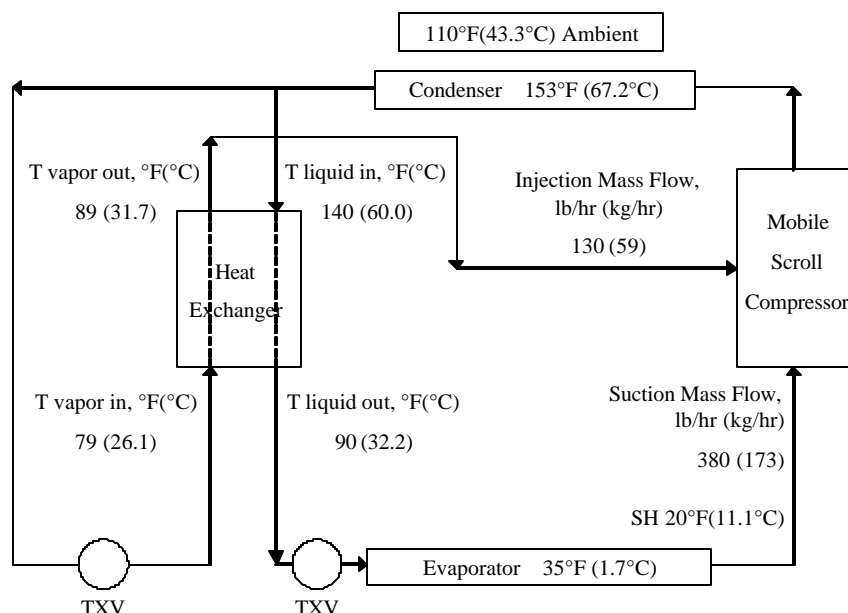 110°F(43.3°C) Ambient
Condenser 153°F (67.2°C)
T vapor out, °F(°C)
89 (31.7)
T liquid in, °F(°C)
140 (60.0)
Injection Mass Flow,
lb/hr (kg/hr)
130 (59)
Mobile
Scroll
Compressor
Heat
Exchanger
T vapor in, °F(°C)
79 (26.1)
T liquid out, °F(°C)
90 (32.2)
Suction Mass Flow,
lb/hr (kg/hr)
380 (173)
SH 20°F(11.1°C)
Evaporator 35°F (1.7°C)
TXV
TXV